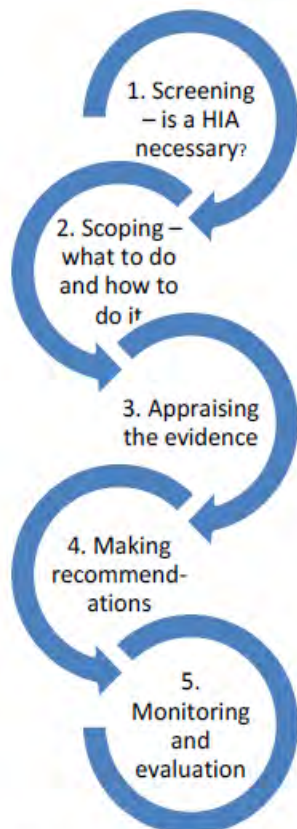 1. Screening
– is a HIA
necessary?
2. Scoping –
what to do
and how to
do it
3. Appraising
the evidence
4. Making
recommend-
ations
5.
Monitoring
and
evaluation